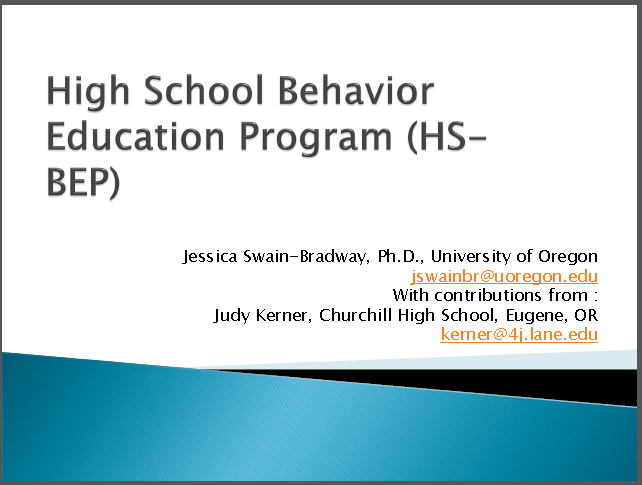 High School Behavior
Education Program (HS-
BEP)
Jessica Swain-Bradway, Ph.D., University of Oregon
jswainbr@uoregon.edu
With contributions from :
Judy Kerner, Churchill High School, Eugene, OR
kerner@4j.lane.edu